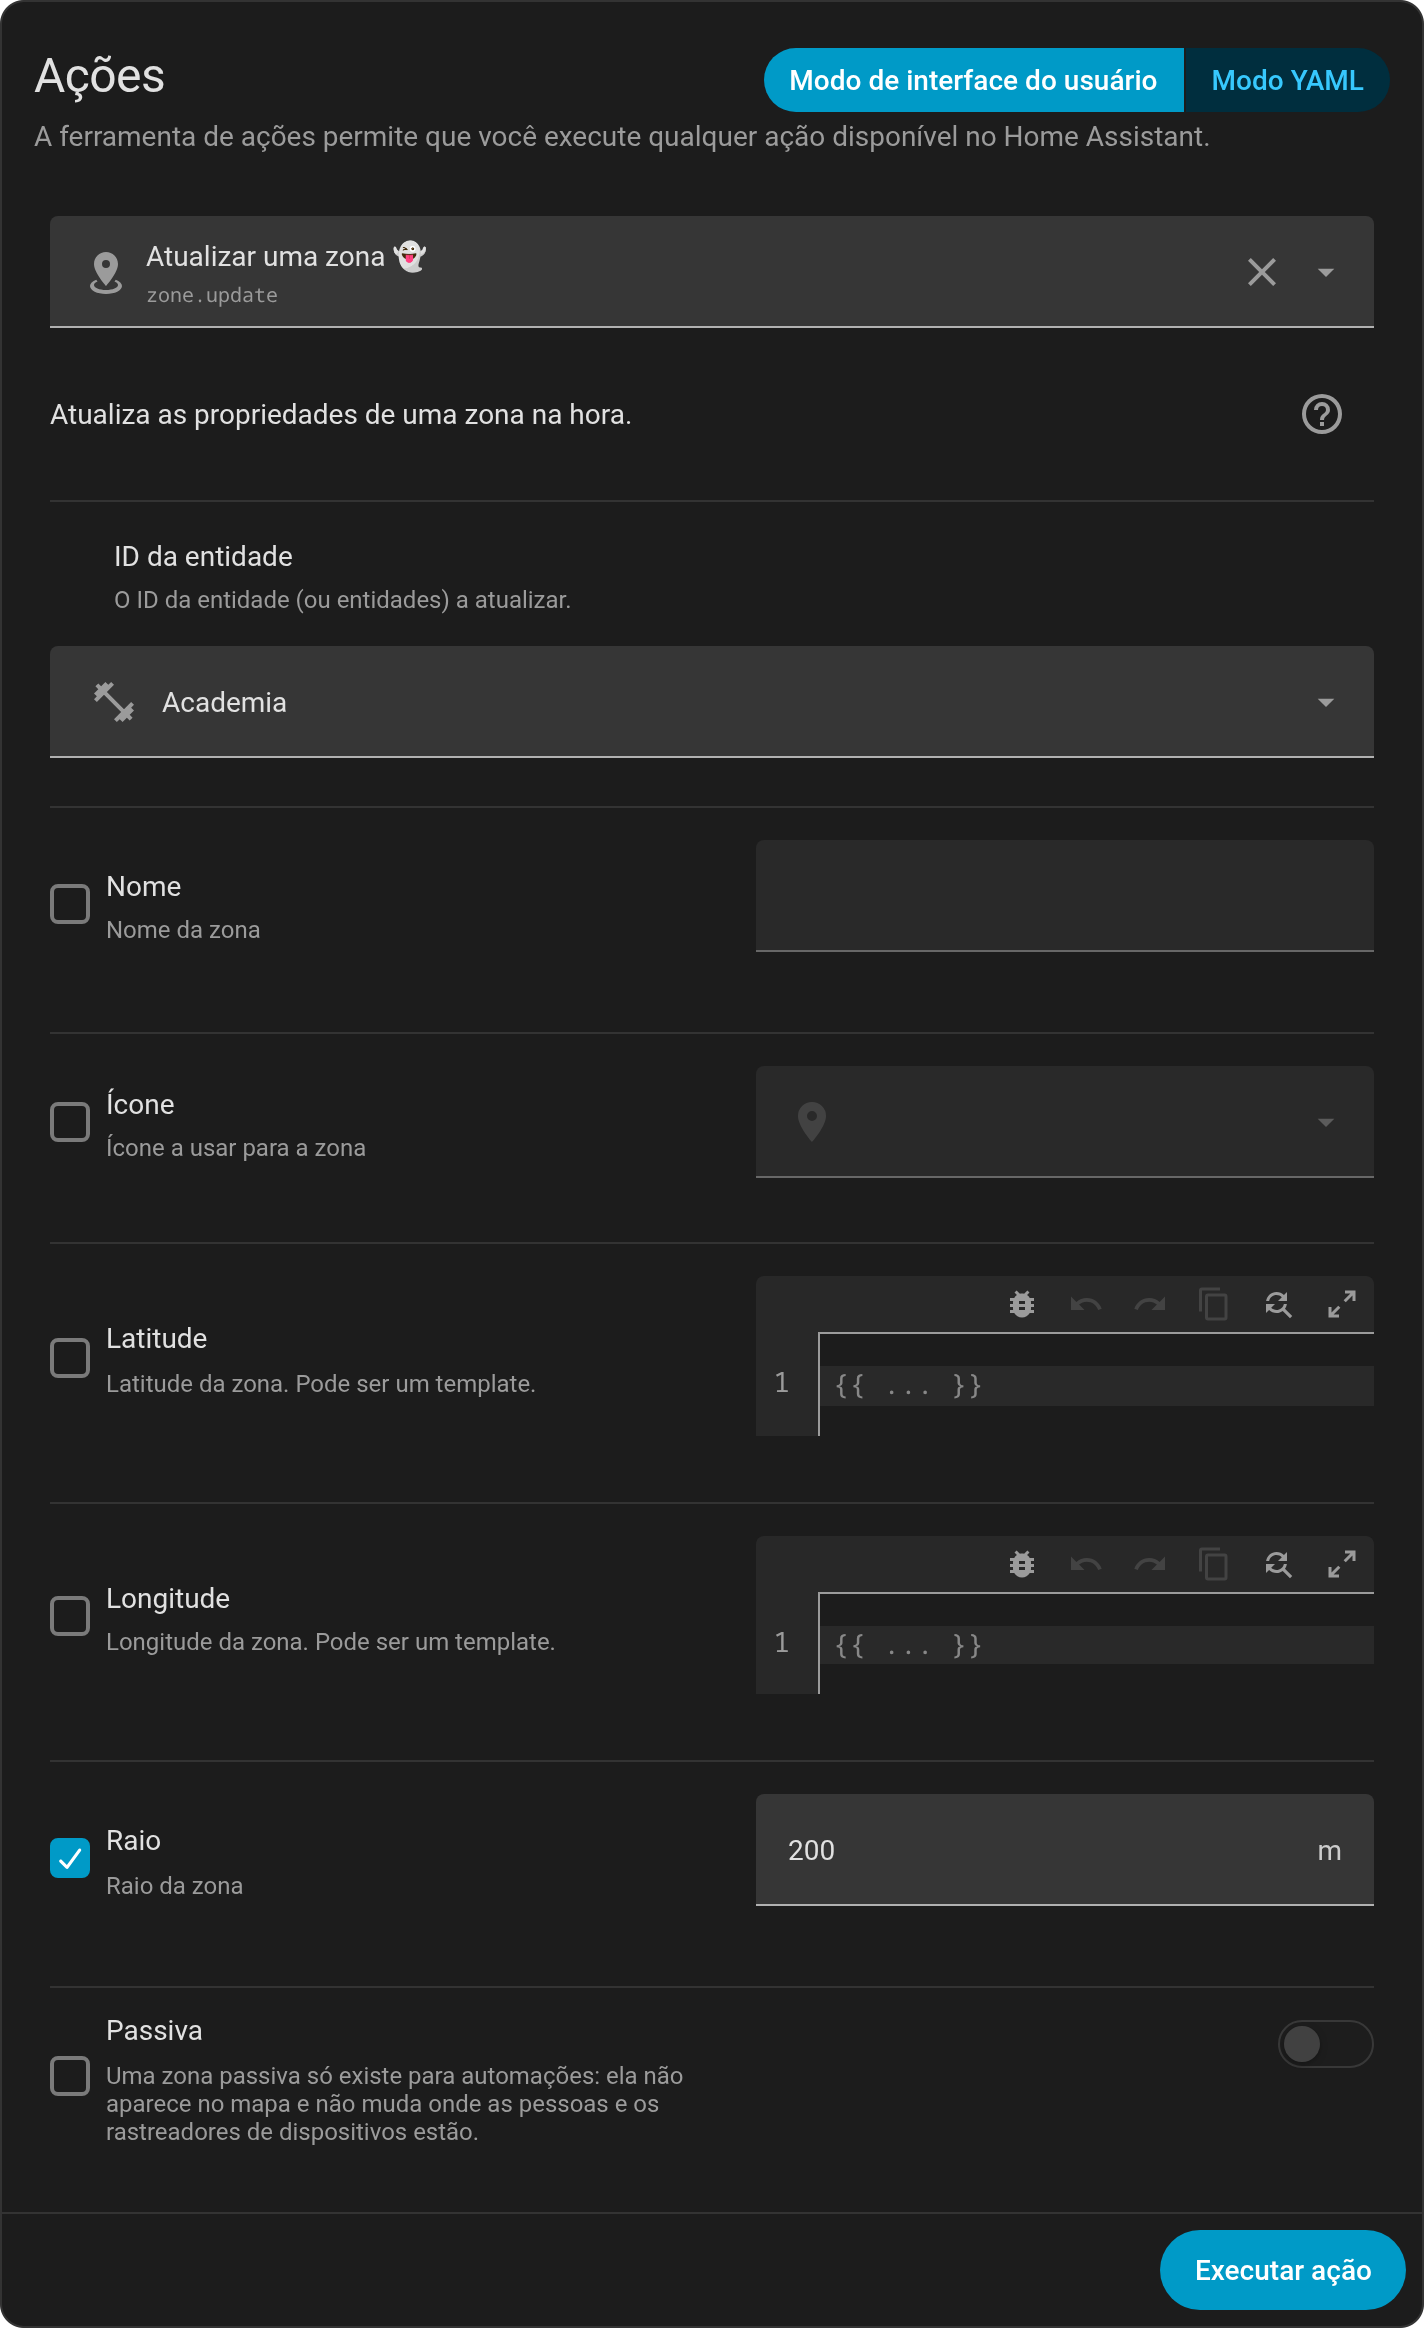 Ações
Modo de interface do usuário
Modo YAML
A ferramenta de ações permite que você execute qualquer ação disponível no Home Assistant.
Atualizar uma zona 👻
zone.update
Atualiza as propriedades de uma zona na hora.
ID da entidade
O ID da entidade (ou entidades) a atualizar.
Academia
Nome
Nome da zona
Ícone
Ícone a usar para a zona
Latitude
Latitude da zona. Pode ser um template.
1
{{ ... }}
Longitude
Longitude da zona. Pode ser um template.
1
{{ ... }}
Raio
Raio da zona
200
m
Passiva
Uma zona passiva só existe para automações: ela não
aparece no mapa e não muda onde as pessoas e os
rastreadores de dispositivos estão.
Executar ação